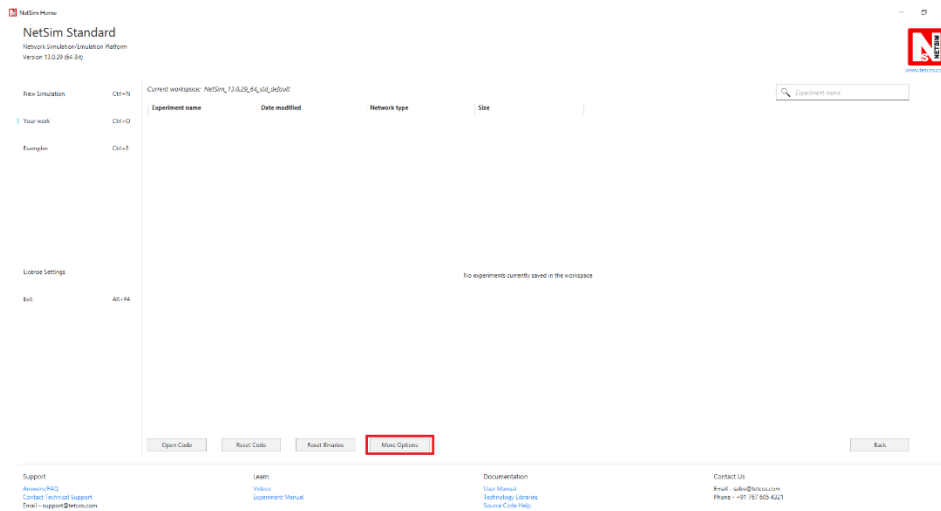 NetSim Home
NetSim Standard
Network Simulation/Emulation Platform
Version 13.0.29 (64 Bit)
NETSIM
www.tetcos.co
New Simulation Ctrl+N
Your work Ctrl+O
Examples Ctrl+E
License Settings
Exit Alt+F4
Current workspace: NetSim_13.0.29_64_std_default
Experiment name
Experiment name Date modified Network type Size
No experiments currently saved in the workspace
Open Code Reset Code Reset Binaries More Options Back
Support
Answers/FAQ
Contact Technical Support
Email - support@tetcos.com
Learn
Videos
Experiment Manual
Documentation
User Manual
Technology Libraries
Source Code Help
Contact Us
Email - sales@tetcos.com
Phone - +91 767 605 4321